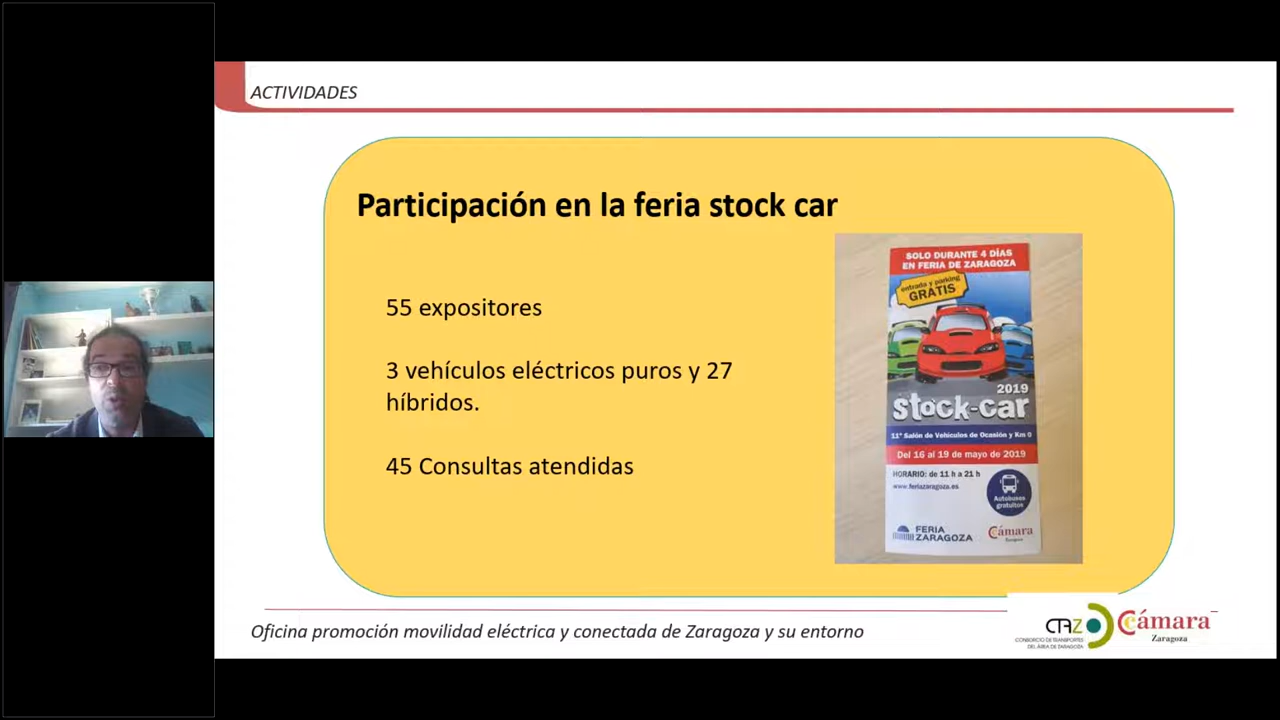 ACTIVIDADES
Participación en la feria stock car
55 expositores
3 vehículos eléctricos puros y 27
híbridos.
45 Consultas atendidas
SOLO DURANTE 4 DÍAS
EN FERIA DE ZARAGOZA
entrada y parking
GRATIS
2019
stock-car
11º Salón de Vehículos de Ocasión y Km 0
Del 16 al 19 de mayo de 2019
HORARIO: de 11 h a 21 h
www.feriazaragoza.es
Autobuses
gratuitos
FERIA
ZARAGOZA
Cámara
Zaragoza
Oficina promoción movilidad eléctrica y conectada de Zaragoza y su entorno
CTAZ
CONSORCIO DE TRANSPORTES
DEL ÁREA DE ZARAGOZA
Cámara
Zaragoza